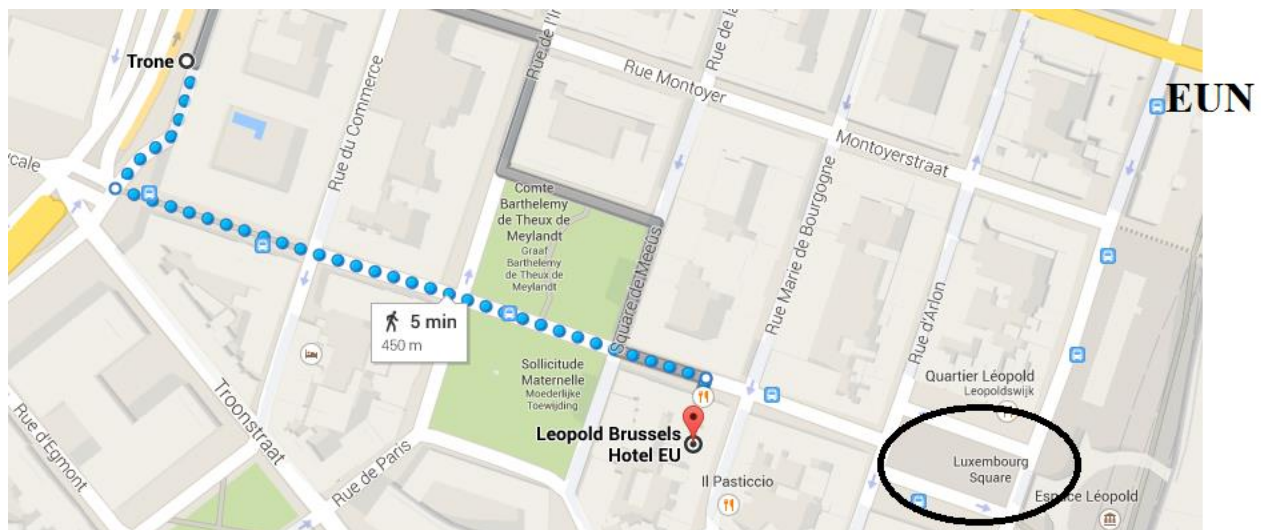 Trone
Rue du Commerce
Rue de l'I
Rue de la
Rue Montoyer
EUN
Montoyerstraat
Comte
Barthelemy
de Theux de
Meylandt
Graaf
Barthelemy
de Theux de
Meylandt
Square de Meeûs
Rue Marie de Bourgogne
Rue d'Arlon
5 min
450 m
Sollicitude
Maternelle
Moederlijke
Toewijding
Quartier Léopold
Leopoldswijk
Troonstraat
Rue d'Egmont
Rue de Paris
Leopold Brussels
Hotel EU
Il Pasticcio
Luxembourg
Square
Espace Léopold